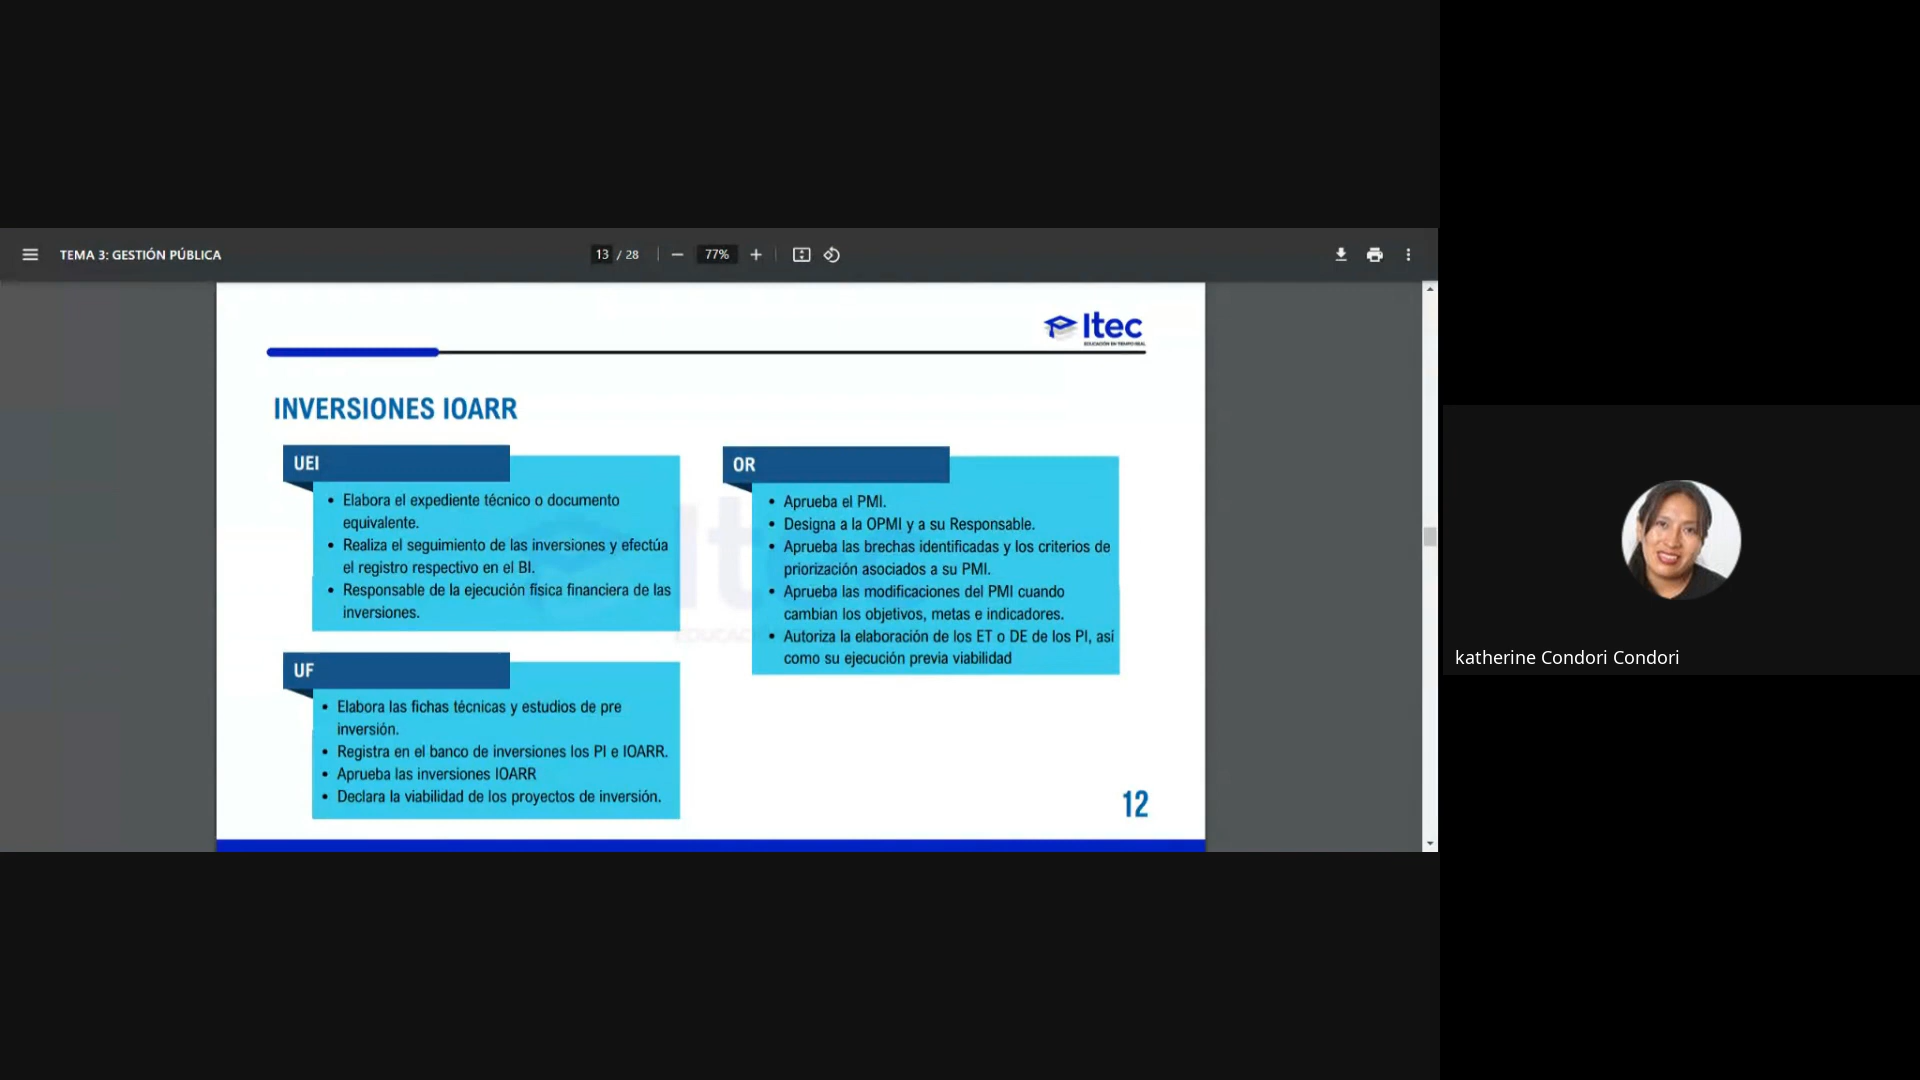 TEMA 3: GESTIÓN PÚBLICA
13 / 28
77%
Itec
EDUCACIÓN EN TIEMPO REAL
INVERSIONES IOARR
UEI
• Elabora el expediente técnico o documento
equivalente.
• Realiza el seguimiento de las inversiones y efectúa
el registro respectivo en el BI.
• Responsable de la ejecución física financiera de las
inversiones.
UF
• Elabora las fichas técnicas y estudios de pre
inversión.
• Registra en el banco de inversiones los PI e IOARR.
• Aprueba las inversiones IOARR
• Declara la viabilidad de los proyectos de inversión.
OR
• Aprueba el PMI.
• Designa a la OPMI y a su Responsable.
• Aprueba las brechas identificadas y los criterios de
priorización asociados a su PMI.
• Aprueba las modificaciones del PMI cuando
cambian los objetivos, metas e indicadores.
• Autoriza la elaboración de los ET o DE de los PI, así
como su ejecución previa viabilidad
12
katherine Condori Condori